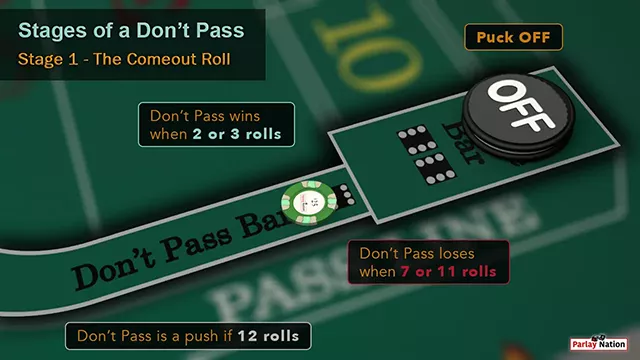 Stages of a Don't Pass
Stage 1 - The Comeout Roll
Puck OFF
10
OFF
Don't Pass wins
when 2 or 3 rolls
Bar
Don't Pass Bar
PASS LINE
Don't Pass loses
when 7 or 11 rolls
Don't Pass is a push if 12 rolls
Parlay Nation